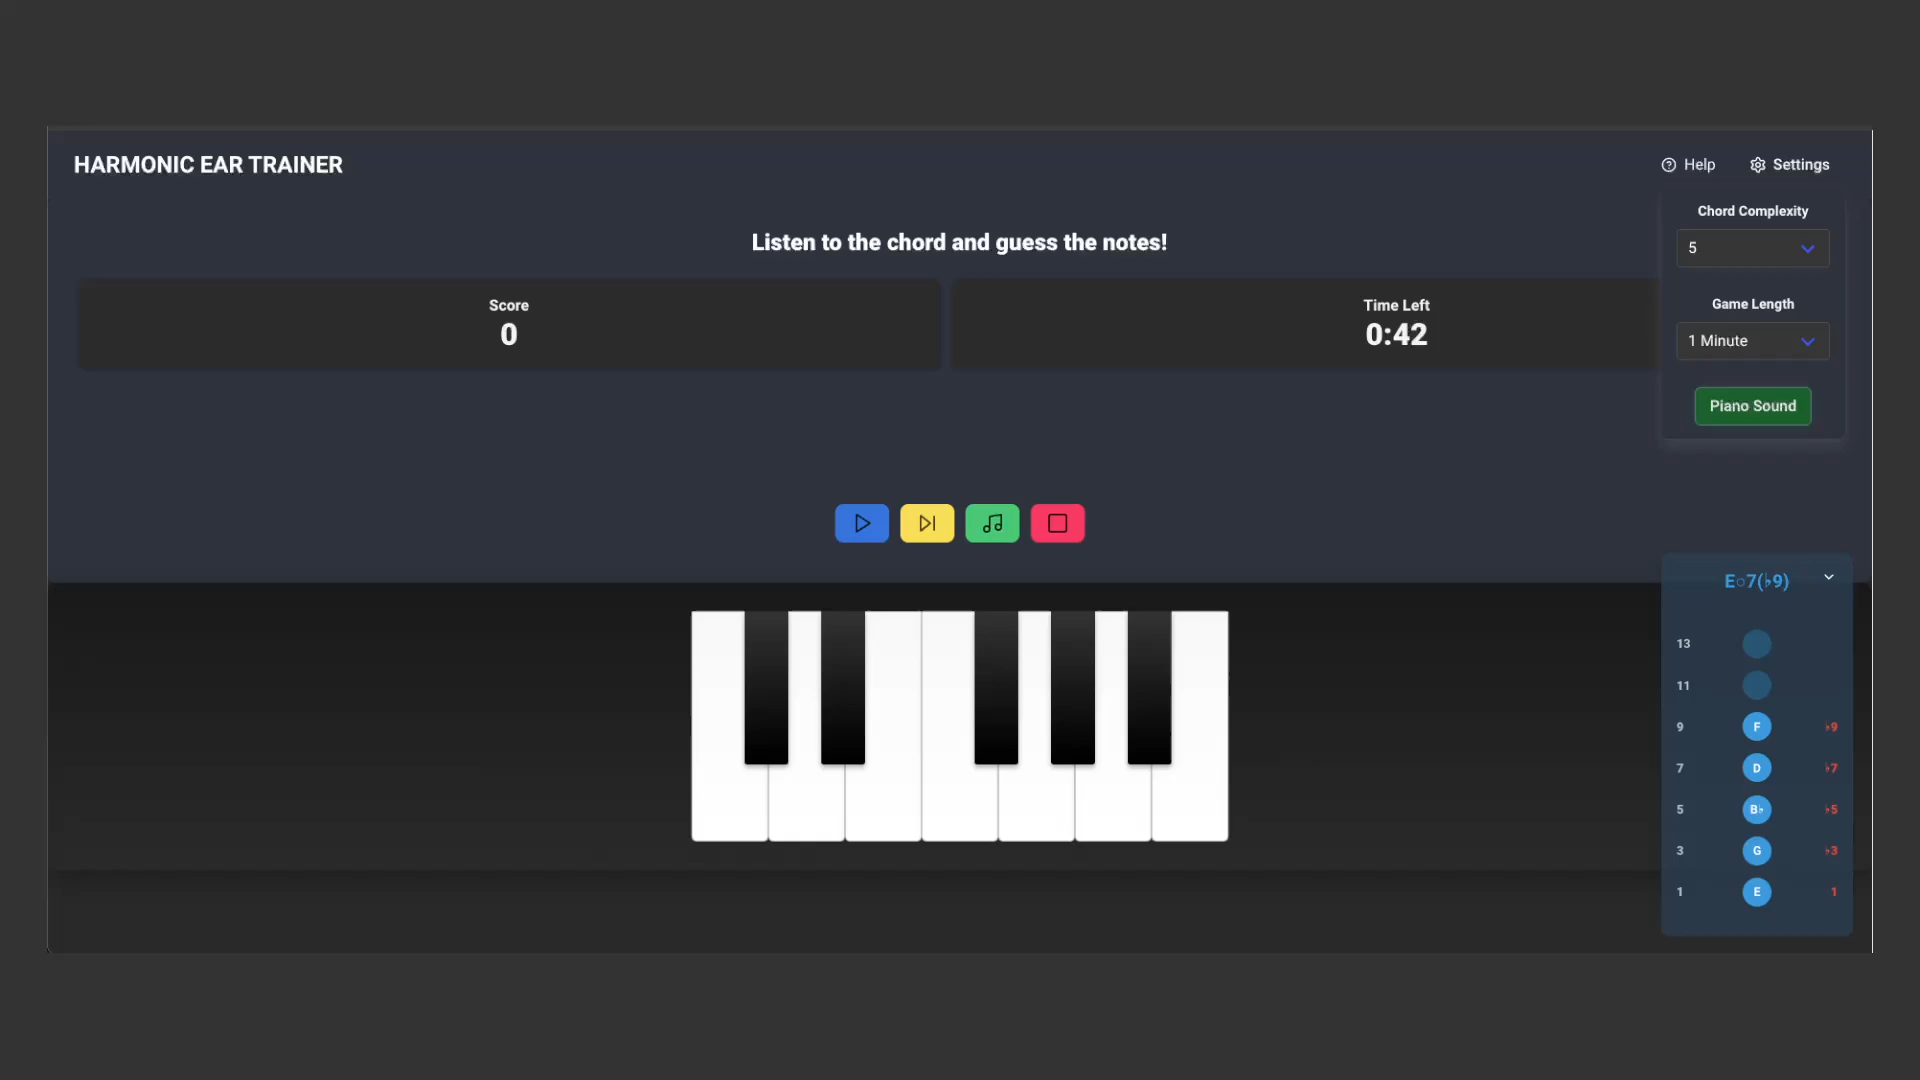 HARMONIC EAR TRAINER
Help
Settings
Chord Complexity
5
Listen to the chord and guess the notes!
Score
0
Time Left
0:42
Game Length
1 Minute
Piano Sound
E○7(♭9)
13
11
9 F ♭9
7 D ♭7
5 B♭ ♭5
3 G ♭3
1 E 1